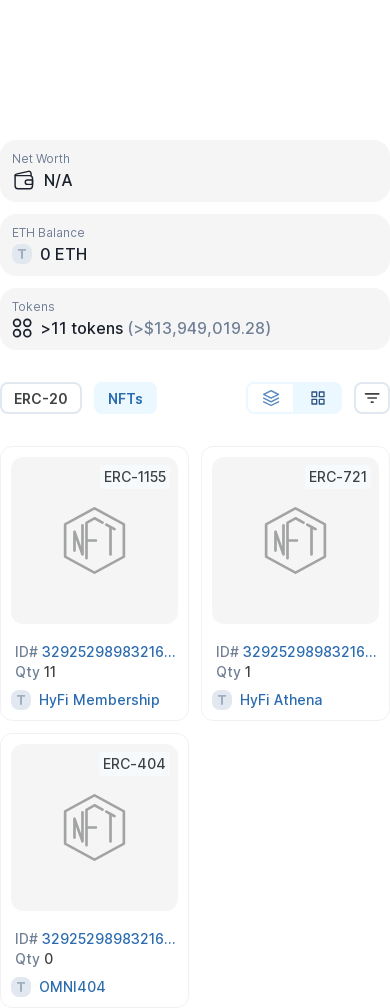 Net Worth
N/A
ETH Balance
T 0 ETH
Tokens
>11 tokens (>$13,949,019.28)
ERC-20 NFTs
ERC-1155
NFT
ID# 32925298983216...
Qty 11
T HyFi Membership
ERC-721
NFT
ID# 32925298983216...
Qty 1
T HyFi Athena
ERC-404
NFT
ID# 32925298983216...
Qty 0
T OMNI404